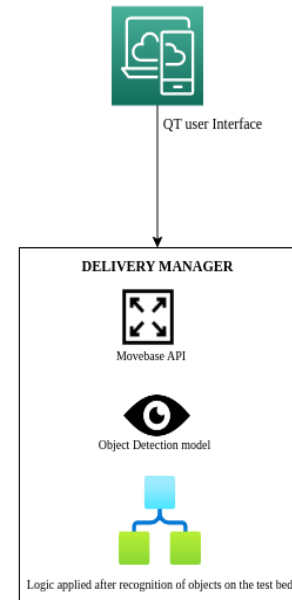 QT user Interface
DELIVERY MANAGER
Movebase API
Object Detection model
Logic applied after recognition of objects on the test bed